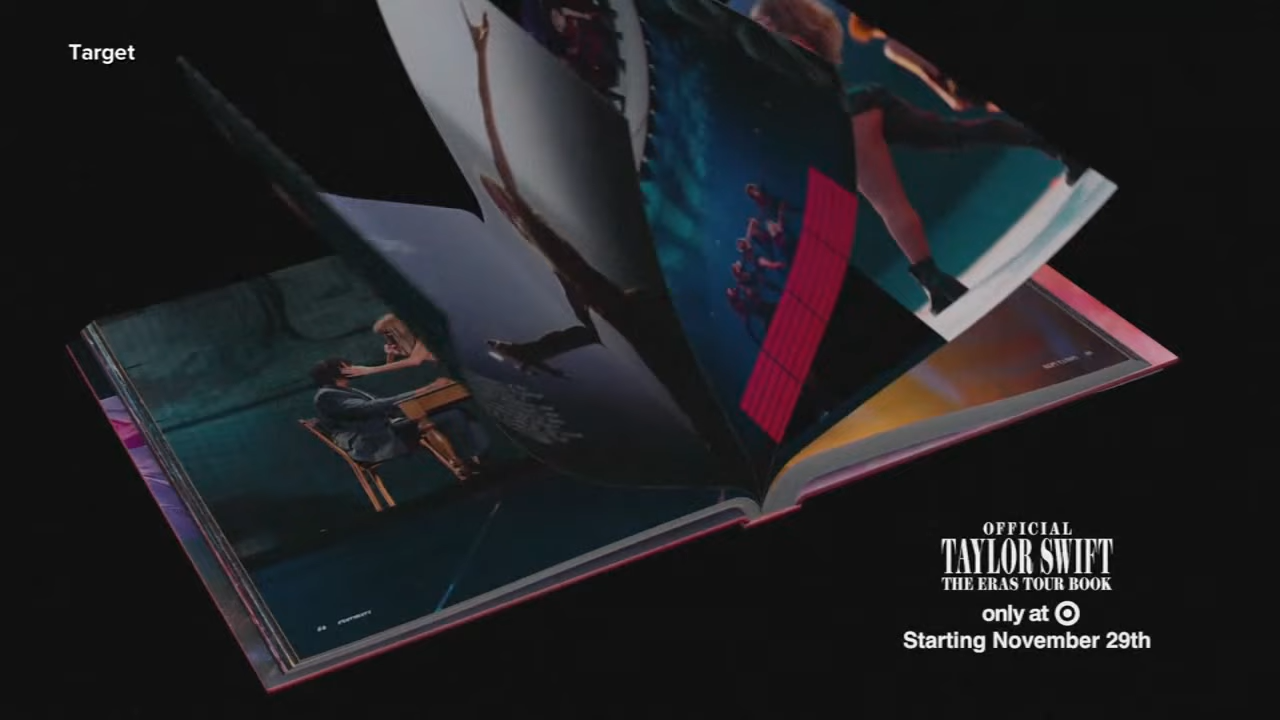 Target
OFFICIAL
TAYLOR SWIFT
THE ERAS TOUR BOOK
only at
Starting November 29th